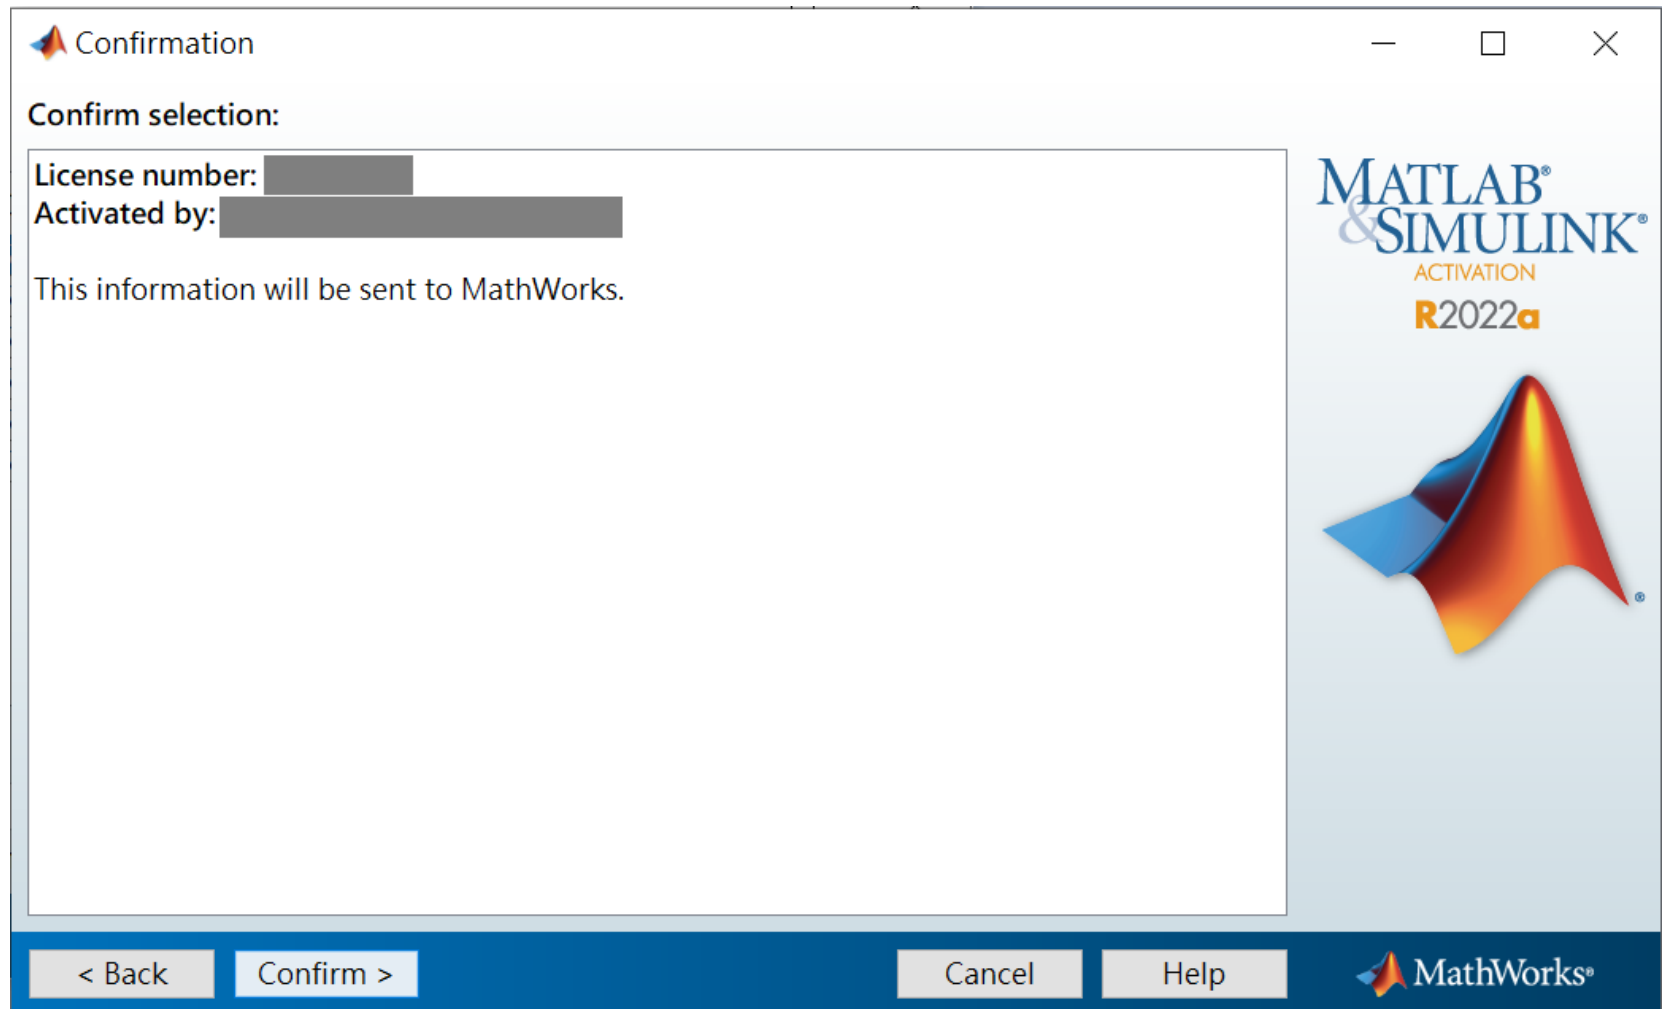 Confirmation
Confirm selection:
License number:
Activated by:
This information will be sent to MathWorks.
MATLAB®
&SIMULINK®
ACTIVATION
R2022a
®
< Back
Confirm >
Cancel
Help
MathWorks®